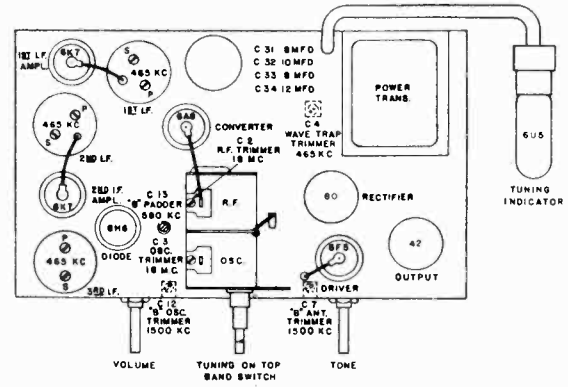 6K7
1ST I.F.
AMPL.
S
465 KC
P
1ST I.F.
C 31 8 MFD
C 32 10 MFD
C 33 8 MFD
C 34 12 MFD
POWER
TRANS.
6U5
TUNING
INDICATOR
P
465 KC
S
2ND I.F.
6A8
CONVERTER
C 2
R.F. TRIMMER
18 M.C.
C 4
WAVE TRAP
TRIMMER
465 KC
6K7
2ND I.F.
AMPL.
C 13
"B" PADDER
580 KC
R.F.
80
RECTIFIER
6H6
DIODE
C 3
OSC.
TRIMMER
18 M.C.
OSC.
6F5
DRIVER
42
OUTPUT
P
465 KC
S
3RD I.F.
C 12
"B" OSC.
TRIMMER
1500 KC
C 7
"B" ANT.
TRIMMER
1500 KC
VOLUME
TUNING ON TOP
BAND SWITCH
TONE